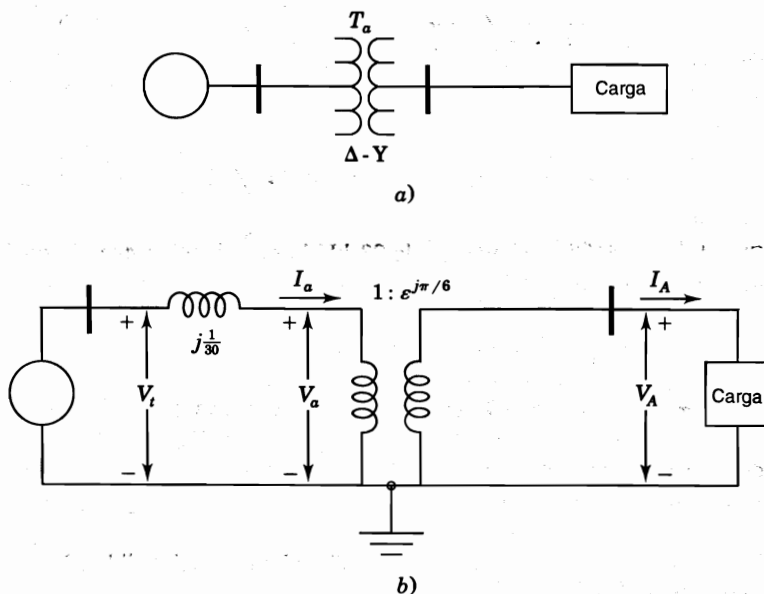 T_a
Carga
Δ - Y
a)
I_a
1 : ε^{jπ/6}
I_A
+
+
+
j 1/30
V_t
V_a
V_A
Carga
−
−
−
b)